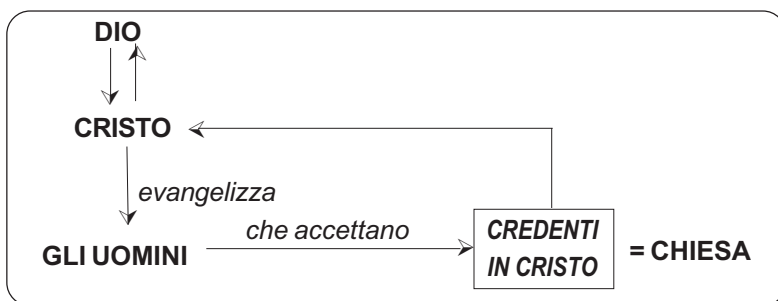 DIO
CRISTO
evangelizza
che accettano
GLI UOMINI
CREDENTI
IN CRISTO
= CHIESA